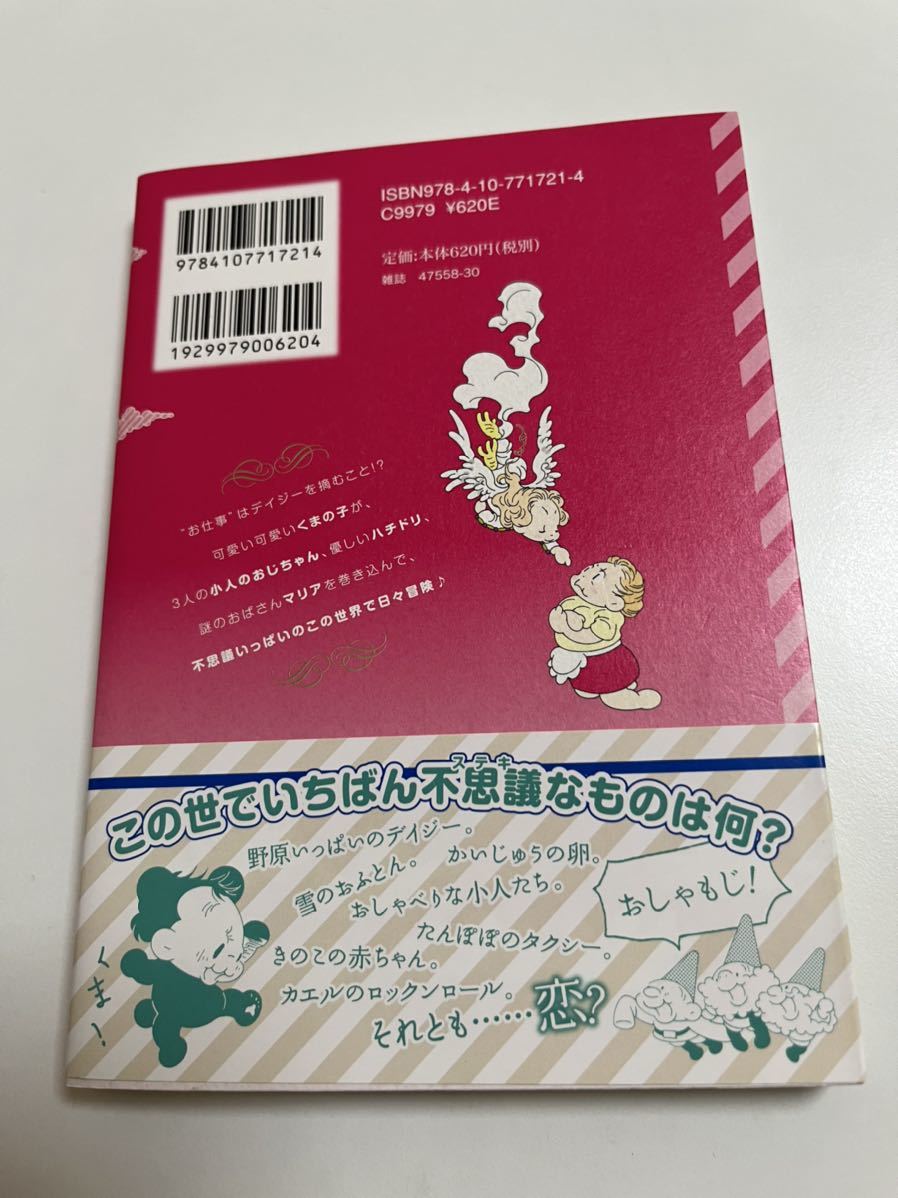 ISBN978-4-10-771721-4
C9979 ¥620E
定価:本体620円(税別)
雑誌 47558-30
9784107717214
1929979006204
“お仕事”はデイジーを摘むこと!?
可愛い可愛いくまの子が、
3人の小人のおじちゃん、優しいハチドリ、
謎のおばさんマリアを巻き込んで、
不思議いっぱいのこの世界で日々冒険♪
ステキ
この世でいちばん不思議なものは何?
野原いっぱいのデイジー。
かいじゅうの卵。
雪のおふとん。
おしゃべりな小人たち。
たんぽぽのタクシー。
きのこの赤ちゃん。
カエルのロックンロール。
それとも……恋?
おしゃもじ!
くまー